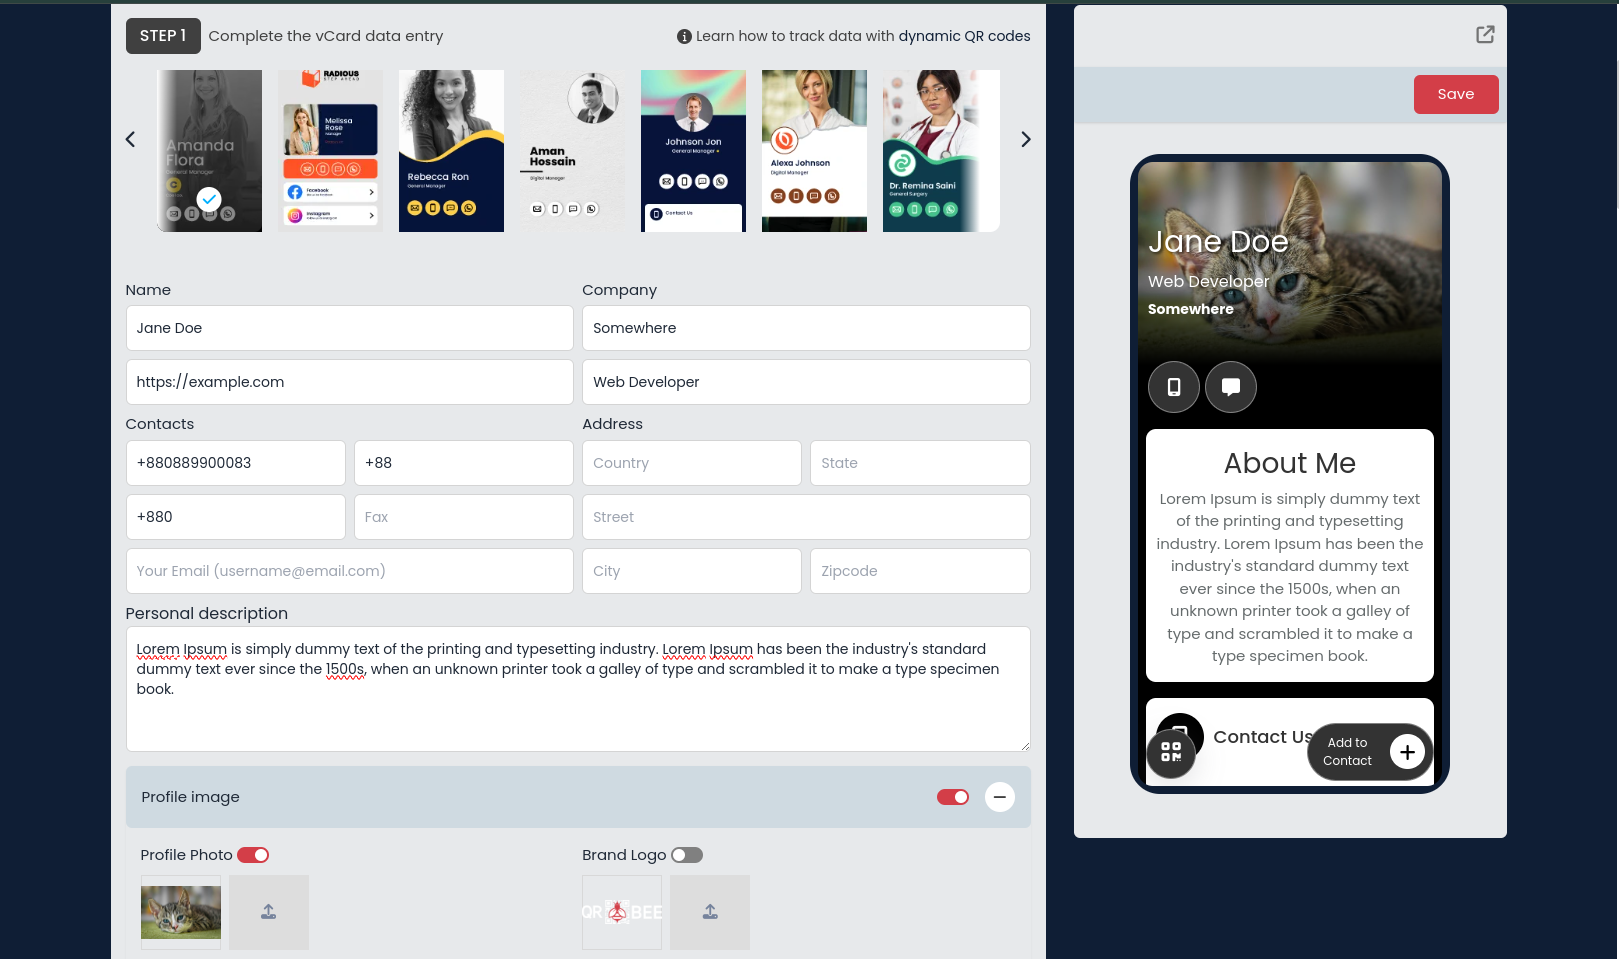 STEP 1
Complete the vCard data entry
Learn how to track data with dynamic QR codes
Amanda
Flora
General Manager
RADIOUS
STEP AHEAD
Melissa
Rose
Manager
Facebook
Instagram
Rebecca Ron
General Manager
Aman
Hossain
Digital Manager
Johnson Jon
General Manager
Contact Us
Alexa Johnson
Digital Manager
Dr. Remina Saini
General Surgery
Name
Company
Jane Doe
Somewhere
https://example.com
Web Developer
Contacts
Address
+880889900083
+88
Country
State
+880
Fax
Street
Your Email (username@email.com)
City
Zipcode
Personal description
Lorem Ipsum is simply dummy text of the printing and typesetting industry. Lorem Ipsum has been the industry's standard
dummy text ever since the 1500s, when an unknown printer took a galley of type and scrambled it to make a type specimen
book.
Profile image
Profile Photo
Brand Logo
QR BEE
Save
Jane Doe
Web Developer
Somewhere
About Me
Lorem Ipsum is simply dummy text
of the printing and typesetting
industry. Lorem Ipsum has been the
industry's standard dummy text
ever since the 1500s, when an
unknown printer took a galley of
type and scrambled it to make a
type specimen book.
Contact Us
Add to
Contact